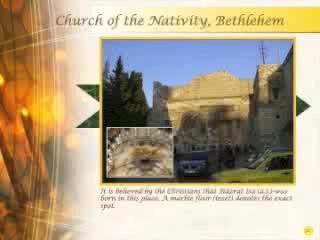 Church of the Nativity, Bethlehem
It is believed by the Christians that Hazrat Isa (a.s.) was
born in this place. A marble floor (inset) denotes the exact
spot.